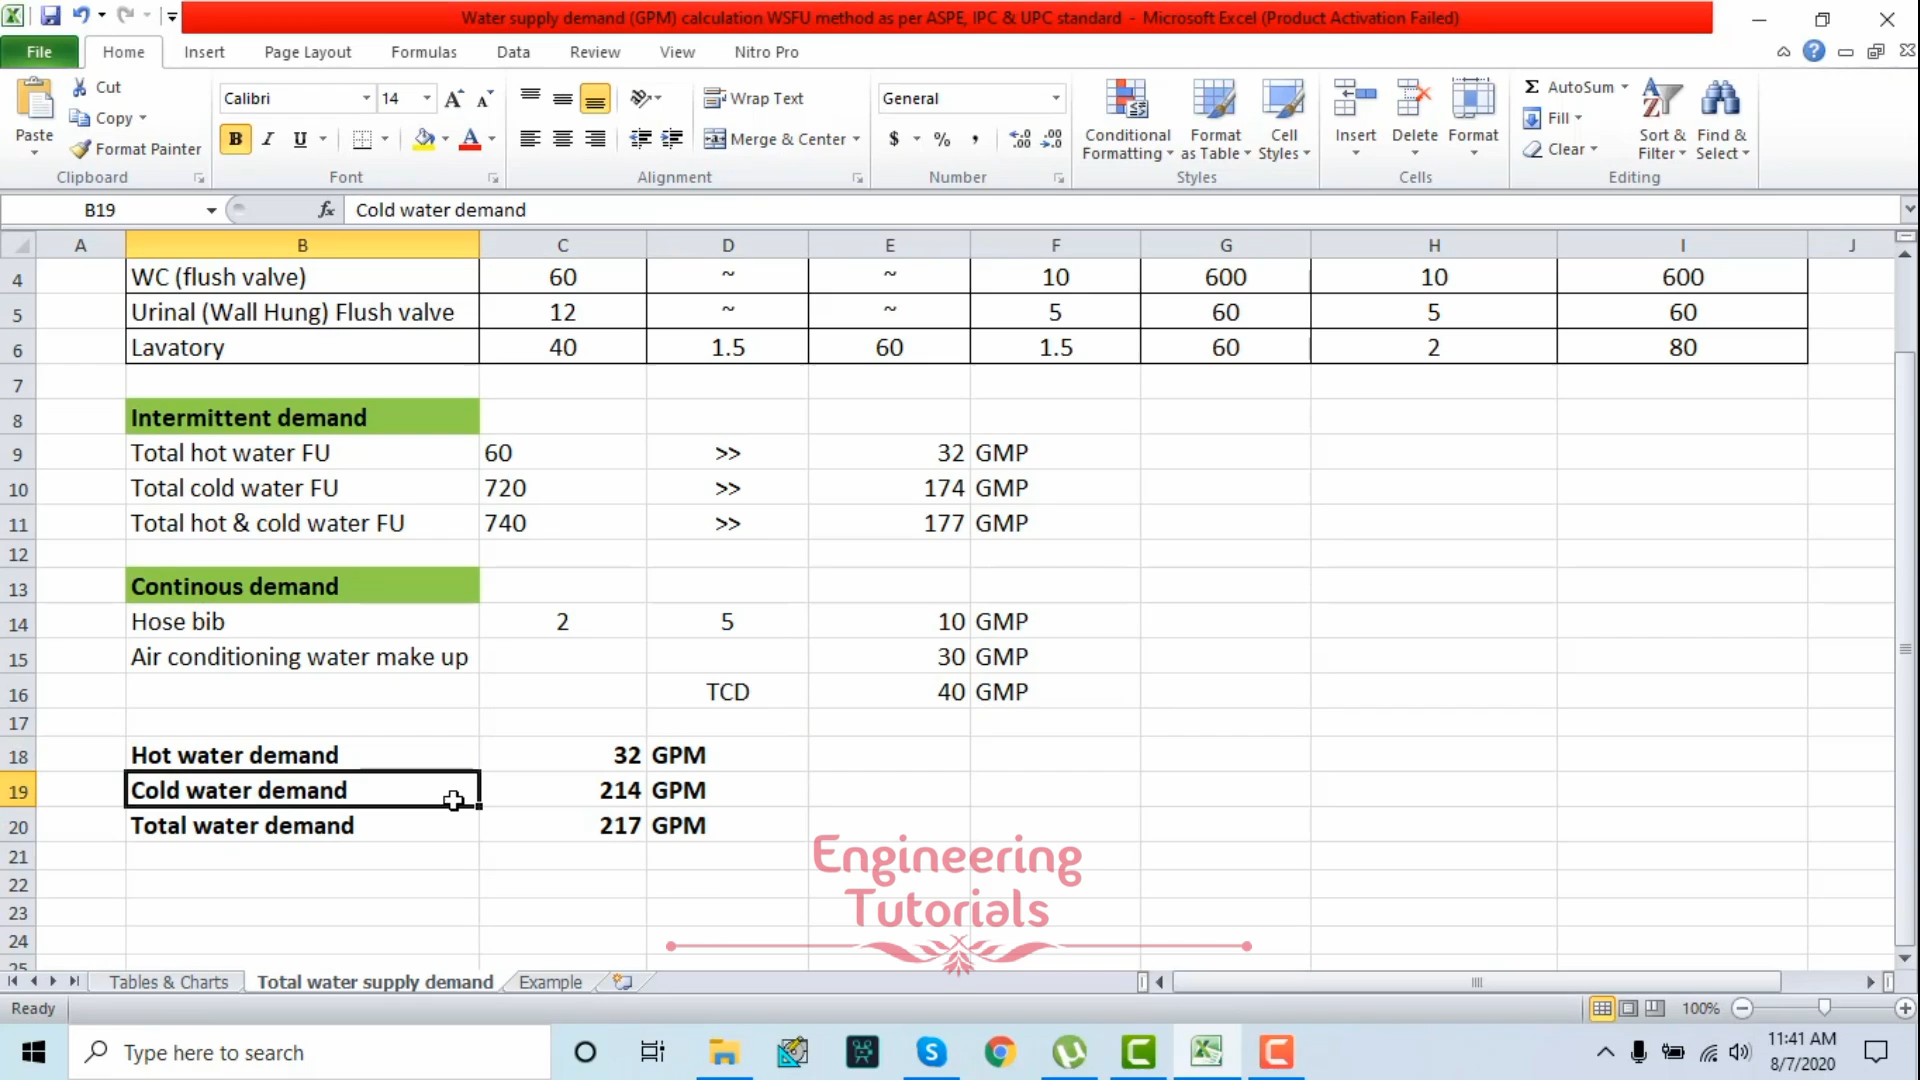 Water supply demand (GPM) calculation WSFU method as per ASPE, IPC & UPC standard - Microsoft Excel (Product Activation Failed)
File Home Insert Page Layout Formulas Data Review View Nitro Pro
Paste
Cut
Copy
Format Painter
Clipboard
Calibri 14
B I U
Font
Wrap Text
Merge & Center
Alignment
General
$ % ,
Number
Conditional Formatting
Format as Table
Cell Styles
Styles
Insert Delete Format
Cells
AutoSum
Fill
Clear
Sort & Filter
Find & Select
Editing
B19 fx Cold water demand
A B C D E F G H I J
4 WC (flush valve) 60 ~ ~ 10 600 10 600
5 Urinal (Wall Hung) Flush valve 12 ~ ~ 5 60 5 60
6 Lavatory 40 1.5 60 1.5 60 2 80
7
8 Intermittent demand
9 Total hot water FU 60 >> 32 GMP
10 Total cold water FU 720 >> 174 GMP
11 Total hot & cold water FU 740 >> 177 GMP
12
13 Continous demand
14 Hose bib 2 5 10 GMP
15 Air conditioning water make up 30 GMP
16 TCD 40 GMP
17
18 Hot water demand 32 GPM
19 Cold water demand 214 GPM
20 Total water demand 217 GPM
21
22
23
24
25
Engineering
Tutorials
Tables & Charts Total water supply demand Example
Ready 100%
Type here to search
11:41 AM
8/7/2020